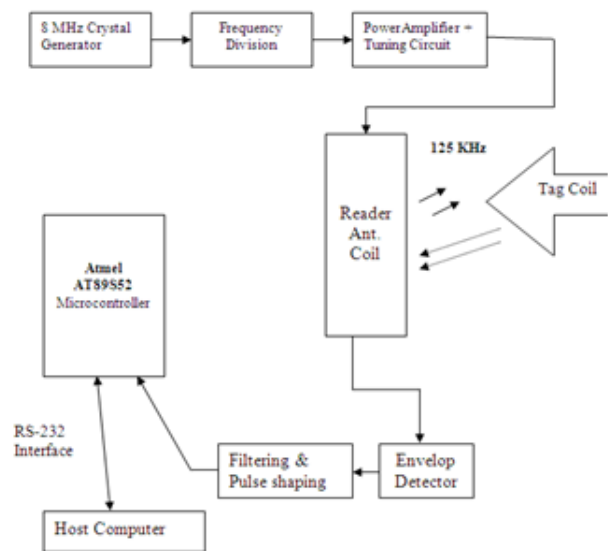 8 MHz Crystal
Generator
Frequency
Division
PowerAmplifier +
Tuning Circuit
125 KHz
Tag Coil
Reader
Ant.
Coil
Atmel
AT89S52
Microcontroller
RS-232
Interface
Filtering &
Pulse shaping
Envelop
Detector
Host Computer